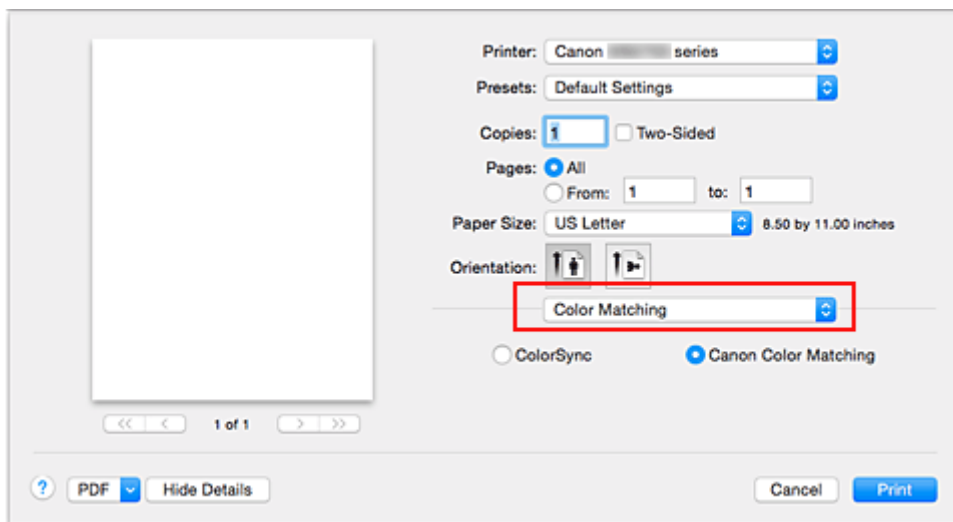 Printer: Canon series
Presets: Default Settings
Copies: 1 Two-Sided
Pages: All
From: 1 to: 1
Paper Size: US Letter 8.50 by 11.00 inches
Orientation:
Color Matching
ColorSync Canon Color Matching
<< < 1 of 1 > >>
? PDF Hide Details Cancel Print